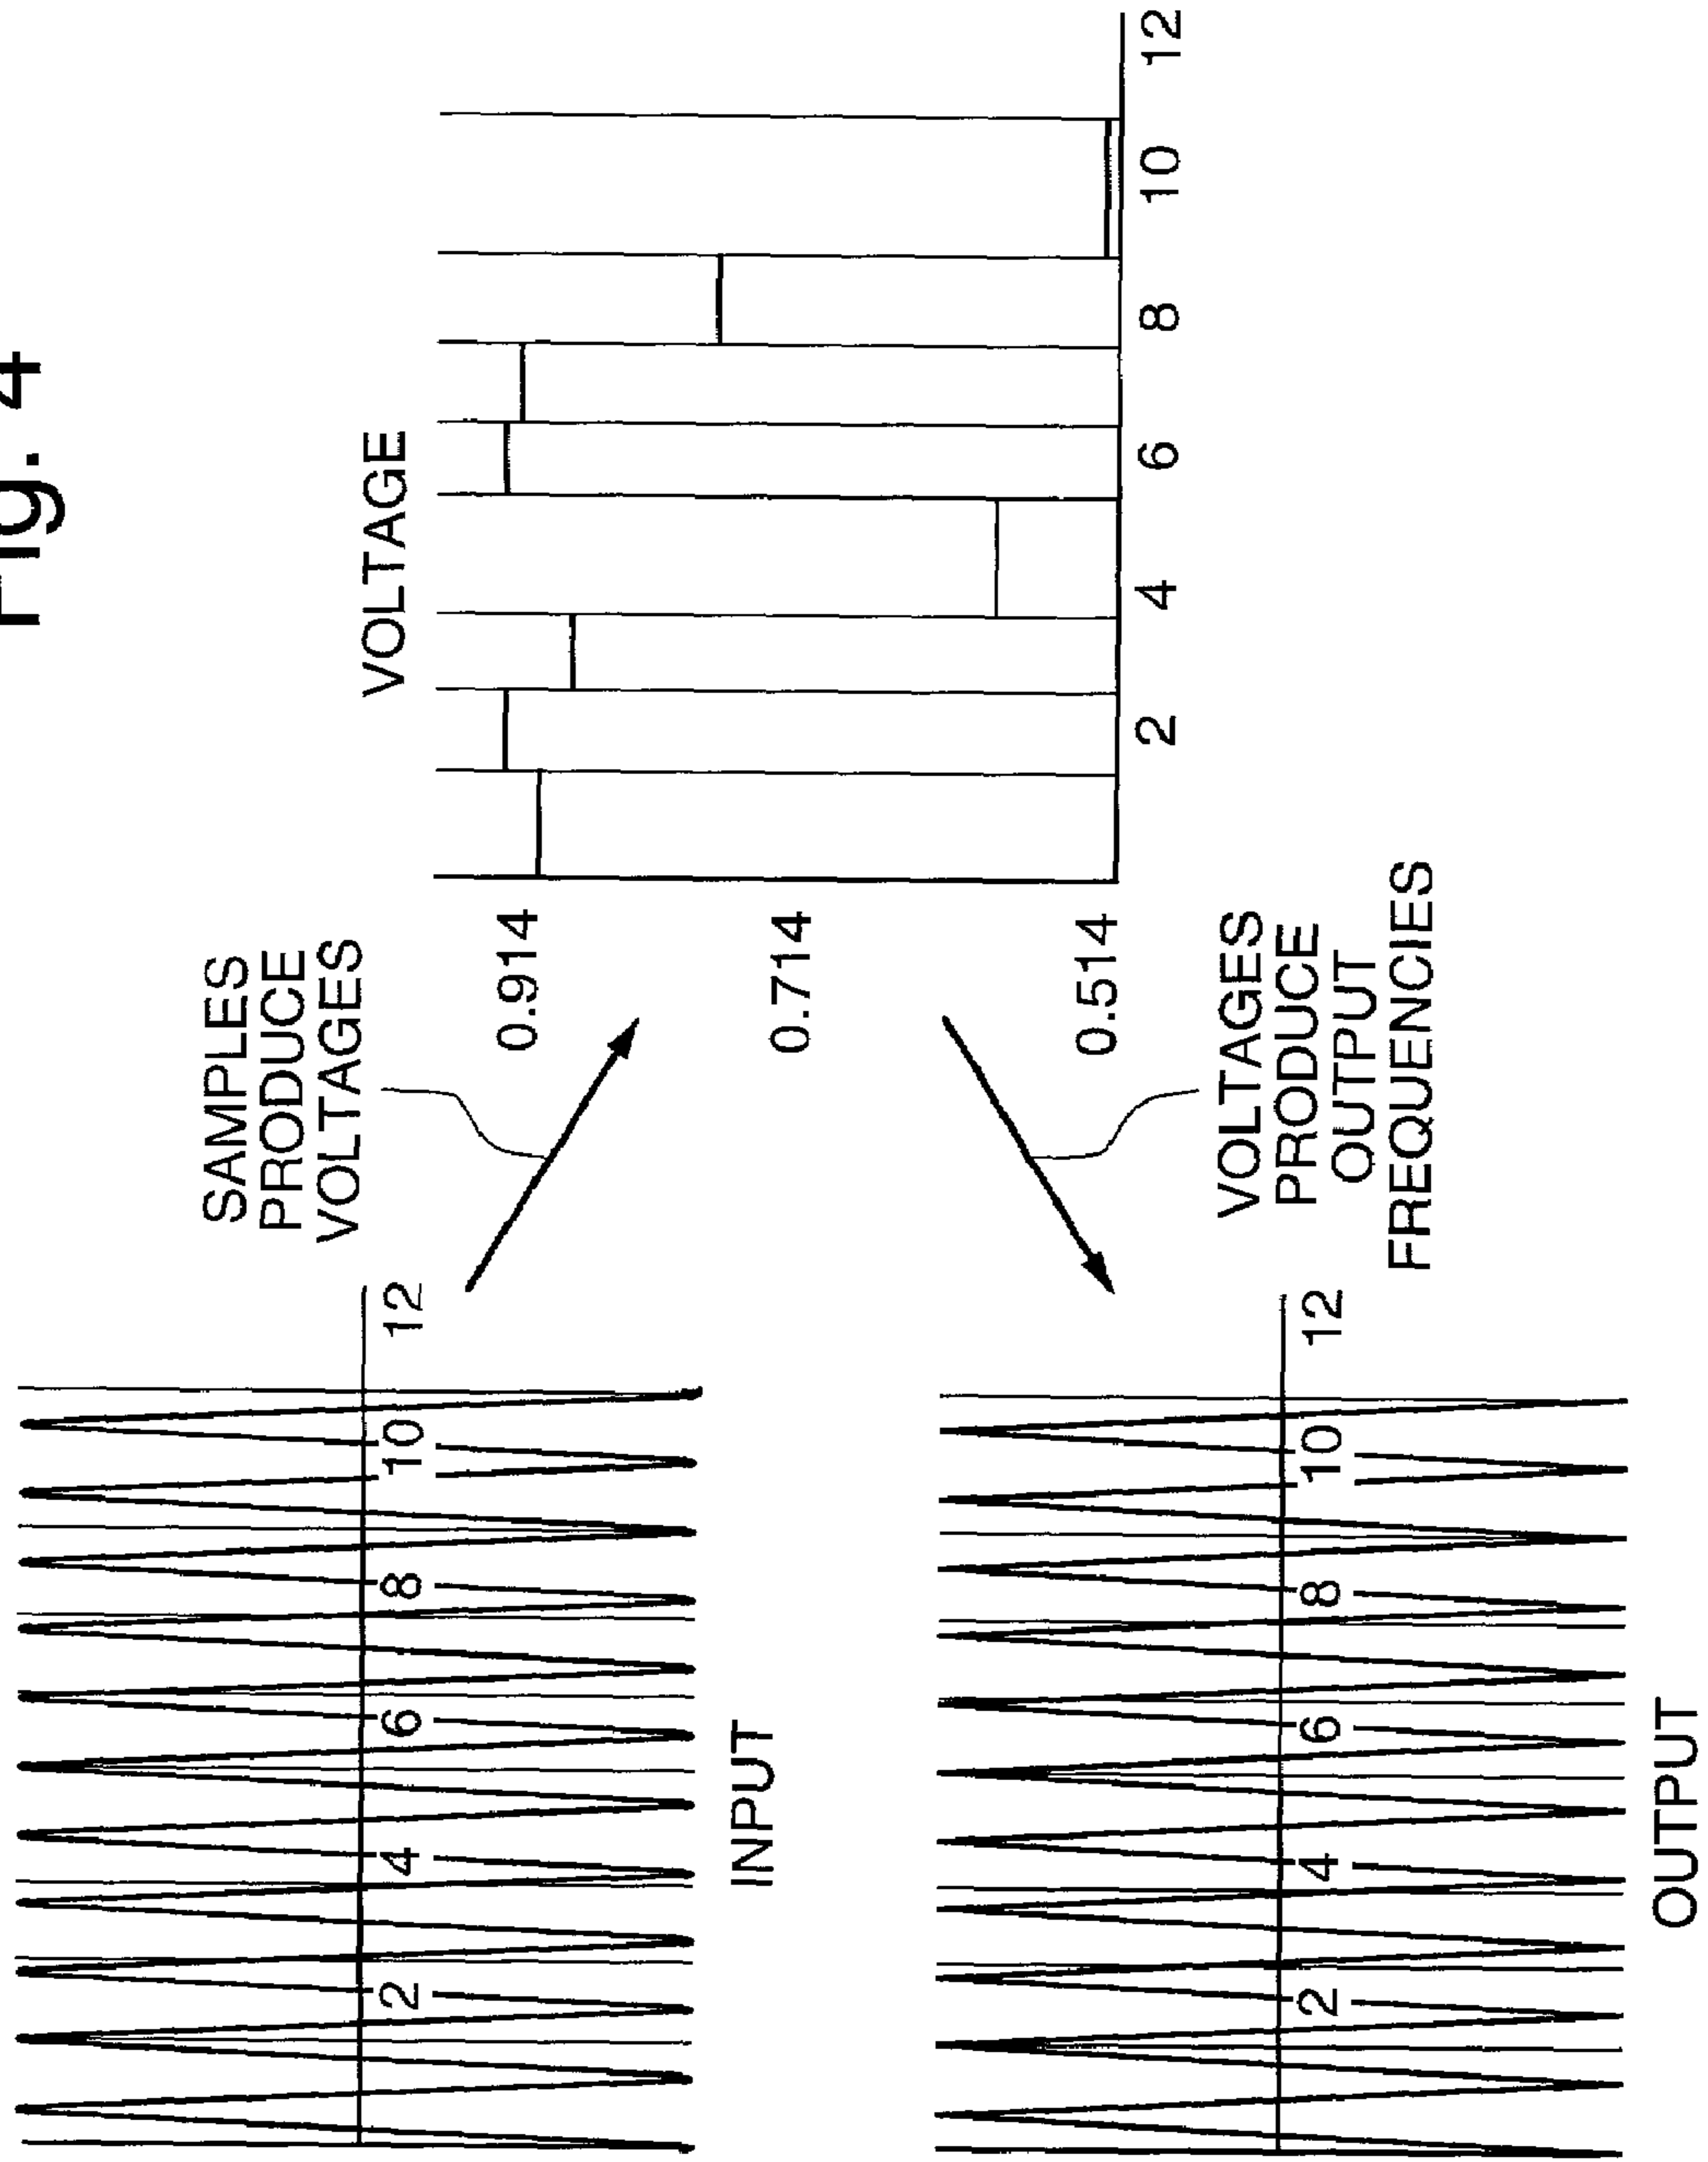 Fig. 4
SAMPLES
PRODUCE
VOLTAGES
2
4
6
8
10
12
INPUT
VOLTAGE
0.914
0.714
0.514
2
4
6
8
10
12
VOLTAGES
PRODUCE
OUTPUT
FREQUENCIES
2
4
6
8
10
12
OUTPUT